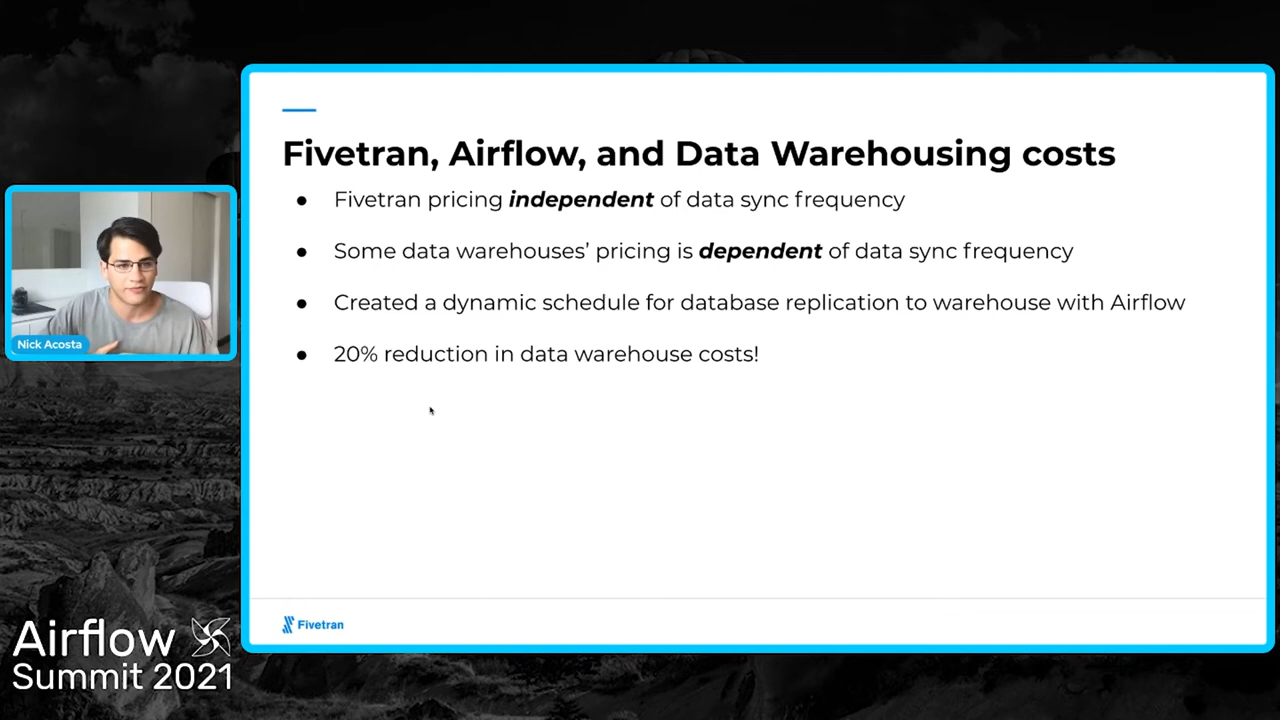 Fivetran, Airflow, and Data Warehousing costs
● Fivetran pricing independent of data sync frequency
● Some data warehouses’ pricing is dependent of data sync frequency
● Created a dynamic schedule for database replication to warehouse with Airflow
● 20% reduction in data warehouse costs!
Fivetran
Nick Acosta
Airflow
Summit 2021